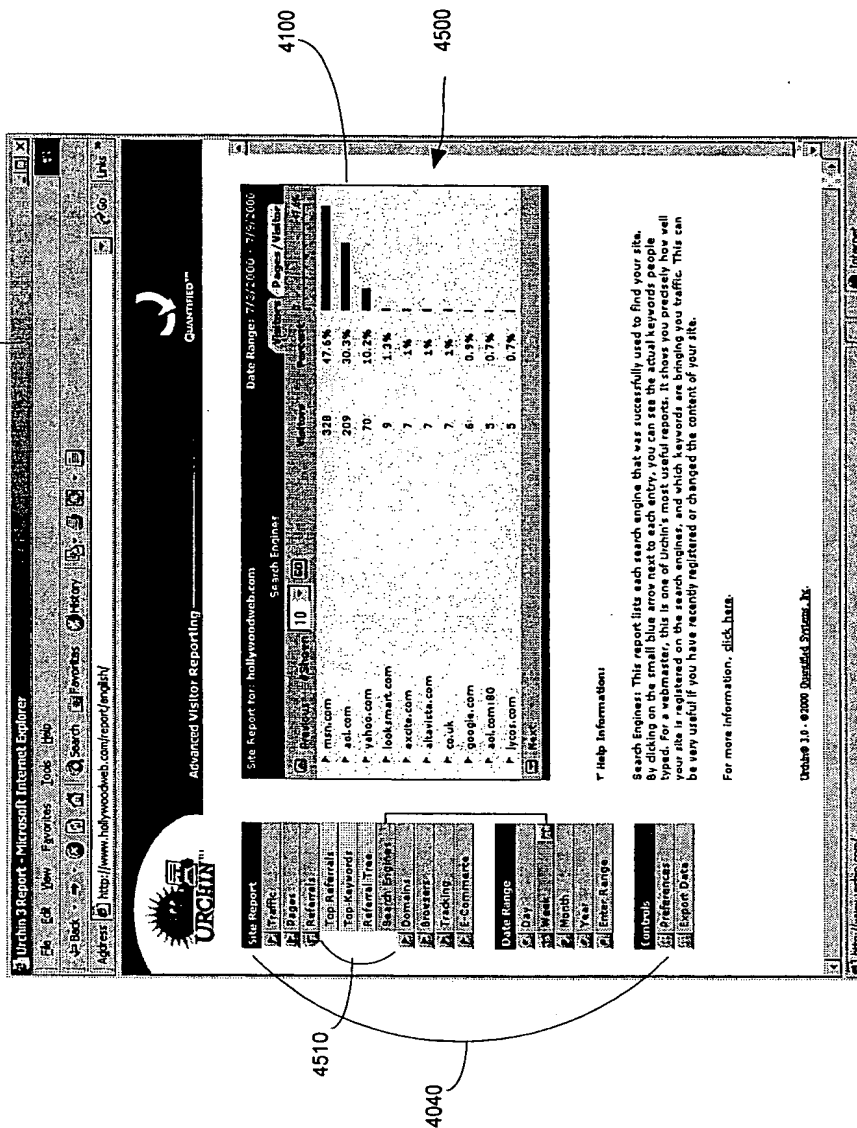 Urchin 3 Report - Microsoft Internet Explorer
File Edit View Favorites Tools Help
Back Search Favorites History
Address http://www.hollywoodweb.com/report/english/ Go Links »
URCHIN™
Advanced Visitor Reporting
QUANTIFIED™
Site Report
Traffic
Pages
Referrals
Top Referrals
Top Keywords
Referral Tree
Search Engines
Domains
Browsers
Tracking
E-Commerce
Date Range
Day
Week
Month
Year
Enter Range
Controls
Preferences
Export Data
Site Report for: hollywoodweb.com Date Range: 7/3/2000 - 7/9/2000
Search Engines Visitors Pages / Visitor
Previous # Shown 10 GO Visitors Percent
msn.com 328 47.6%
aol.com 209 30.3%
yahoo.com 70 10.2%
looksmart.com 9 1.3%
excite.com 7 1%
altavista.com 7 1%
co.uk 7 1%
google.com 6 0.9%
aol.com:80 5 0.7%
lycos.com 5 0.7%
Next
Help Information:
Search Engines: This report lists each search engine that was successfully used to find your site.
By clicking on the small blue arrow next to each entry, you can see the actual keywords people
typed. For a webmaster, this is one of Urchin's most useful reports. It shows you precisely how well
your site is registered on the search engines, and which keywords are bringing you traffic. This can
be very useful if you have recently registered or changed the content of your site.
For more information, click here.
Urchin® 3.0 - ©2000 Quantified Systems, Inc.
Internet
4510
4040
4100
4500